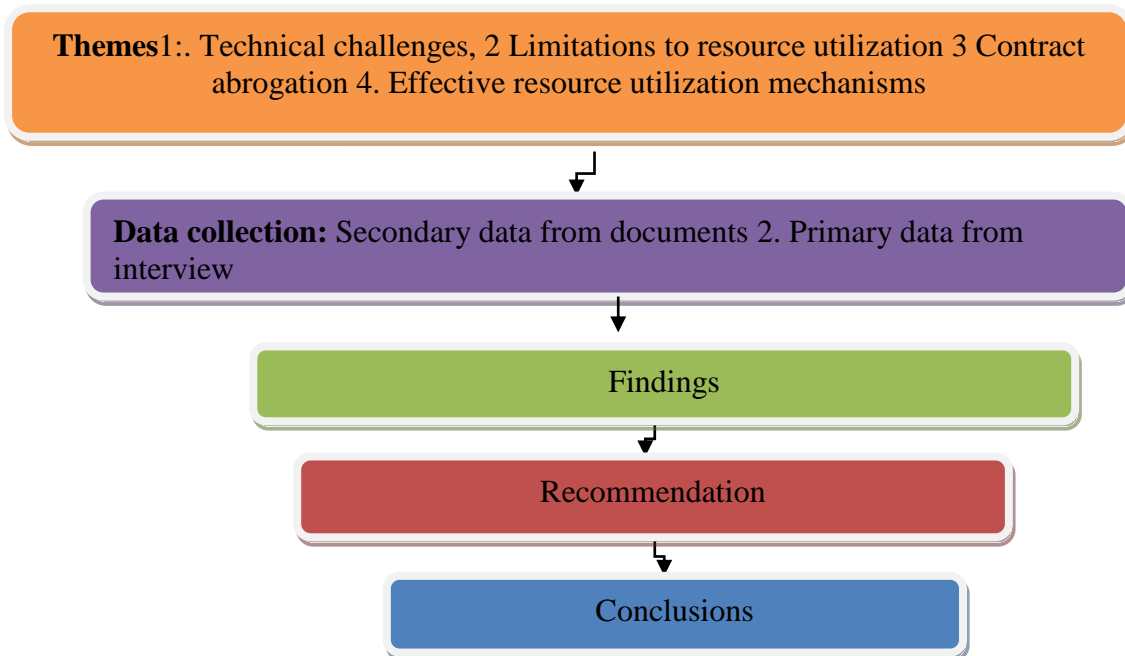 Themes1:. Technical challenges, 2 Limitations to resource utilization 3 Contract
abrogation 4. Effective resource utilization mechanisms
Data collection: Secondary data from documents 2. Primary data from
interview
Findings
Recommendation
Conclusions